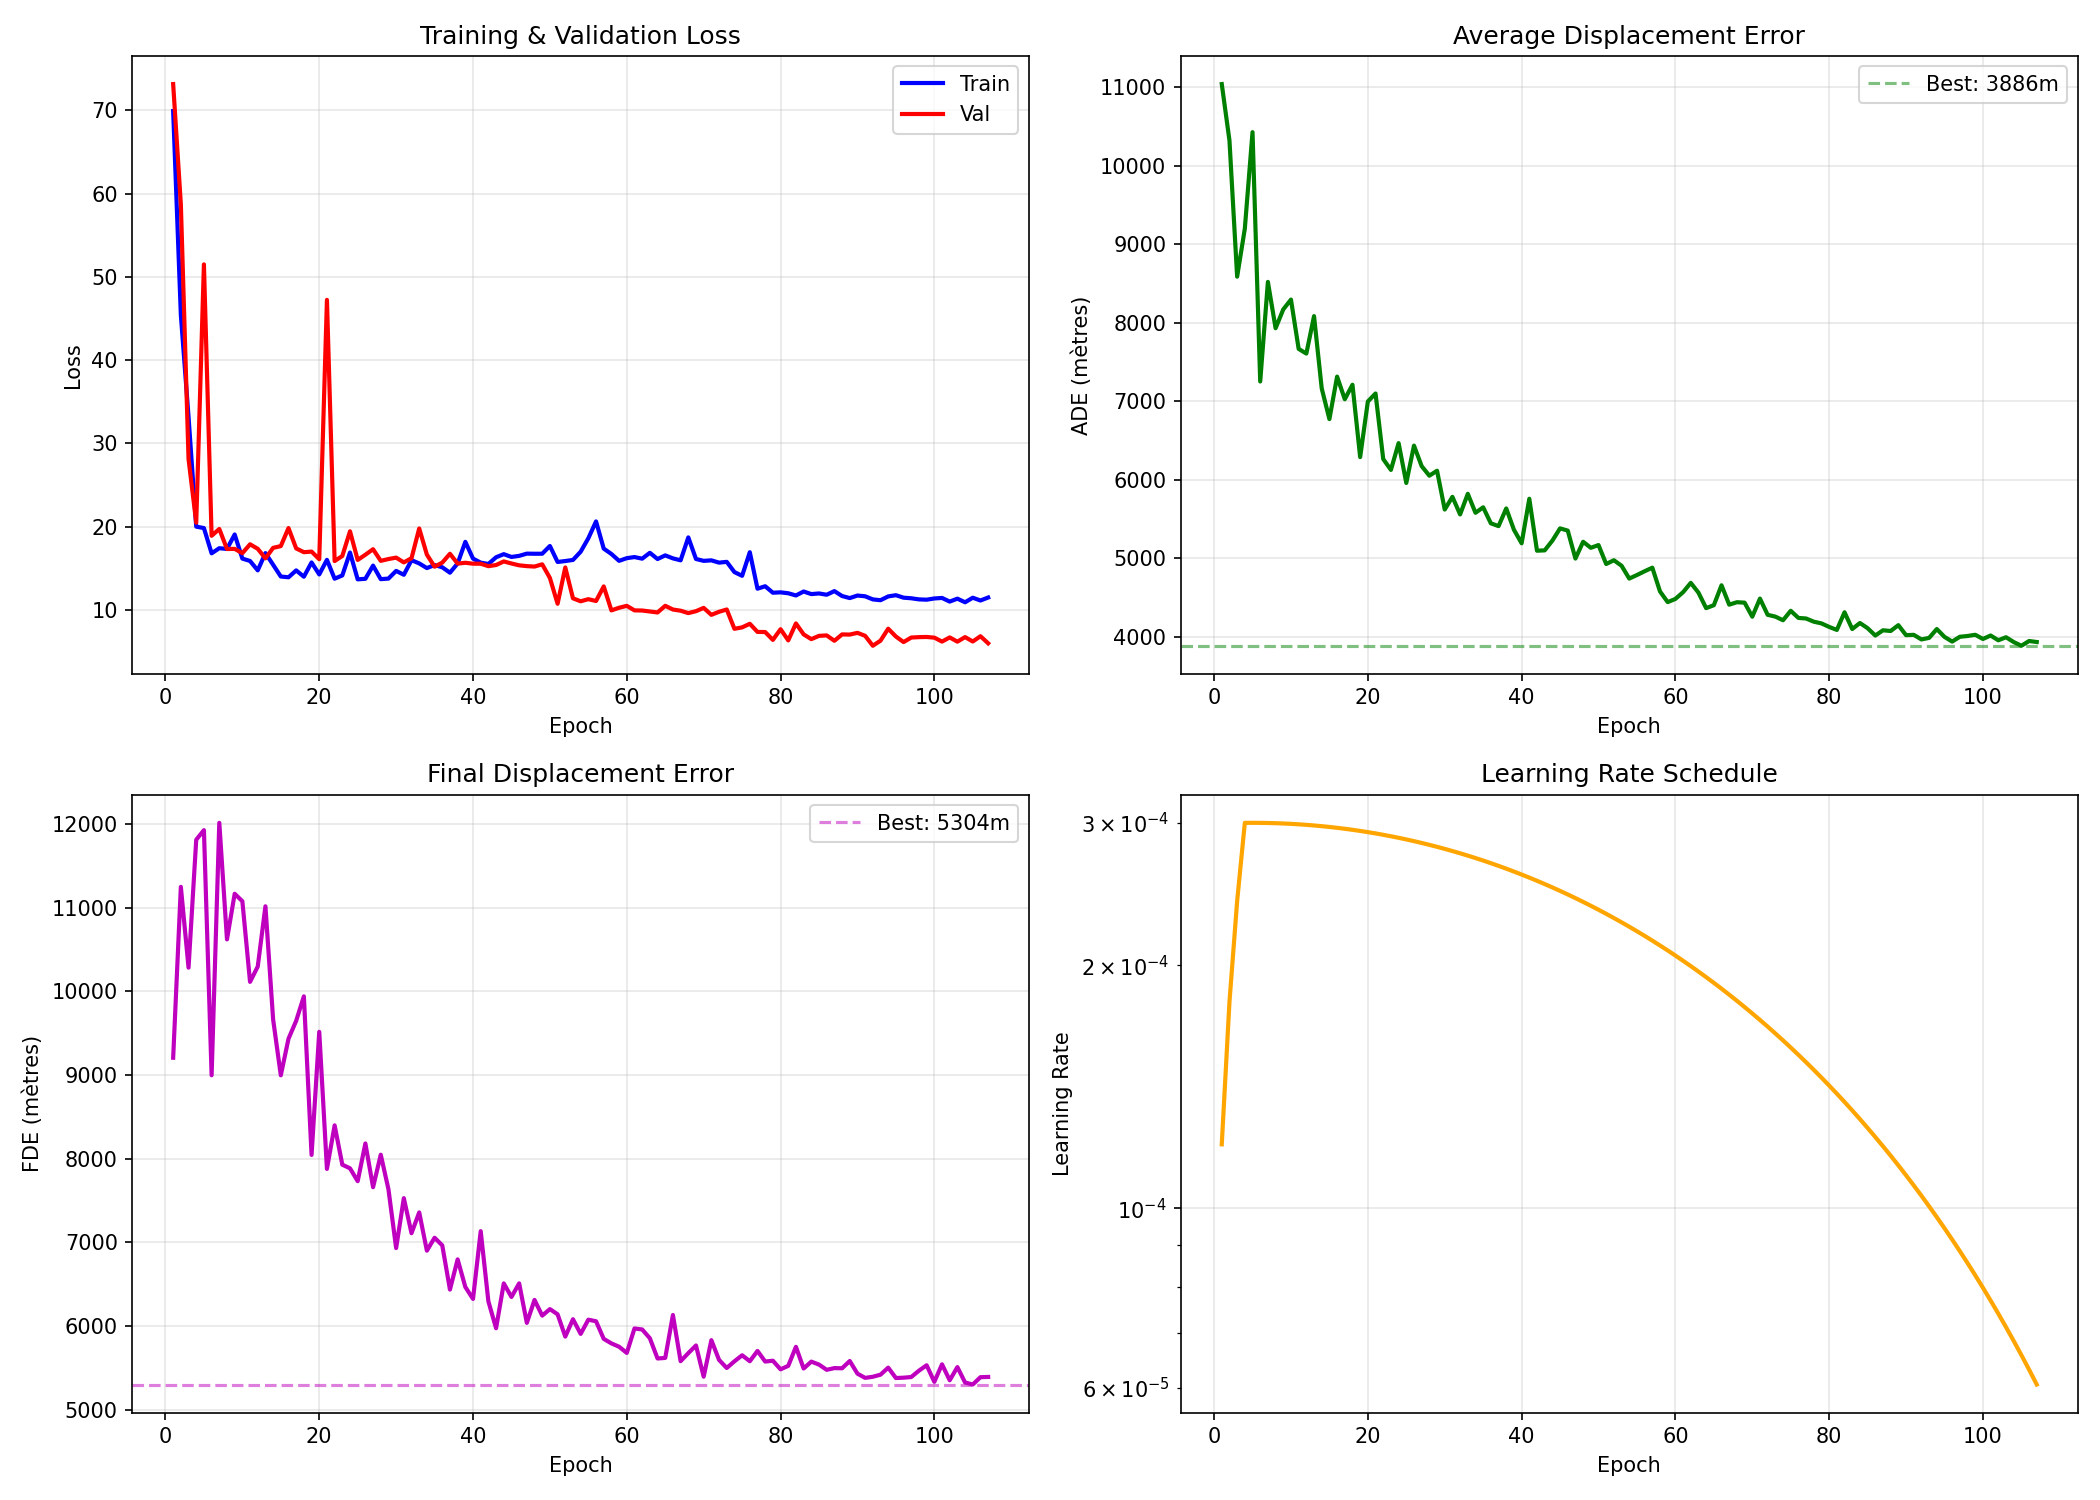 Training & Validation Loss
Loss
70
60
50
40
30
20
10
Train
Val
0 20 40 60 80 100
Epoch
Average Displacement Error
ADE (mètres)
11000
10000
9000
8000
7000
6000
5000
4000
Best: 3886m
0 20 40 60 80 100
Epoch
Final Displacement Error
FDE (mètres)
12000
11000
10000
9000
8000
7000
6000
5000
Best: 5304m
0 20 40 60 80 100
Epoch
Learning Rate Schedule
Learning Rate
3 × 10⁻⁴
2 × 10⁻⁴
10⁻⁴
6 × 10⁻⁵
0 20 40 60 80 100
Epoch